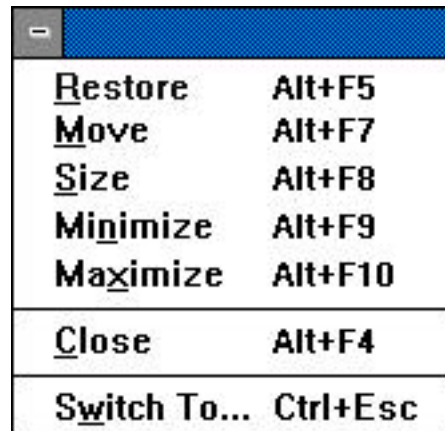 Restore Alt+F5
Move Alt+F7
Size Alt+F8
Minimize Alt+F9
Maximize Alt+F10
Close Alt+F4
Switch To... Ctrl+Esc